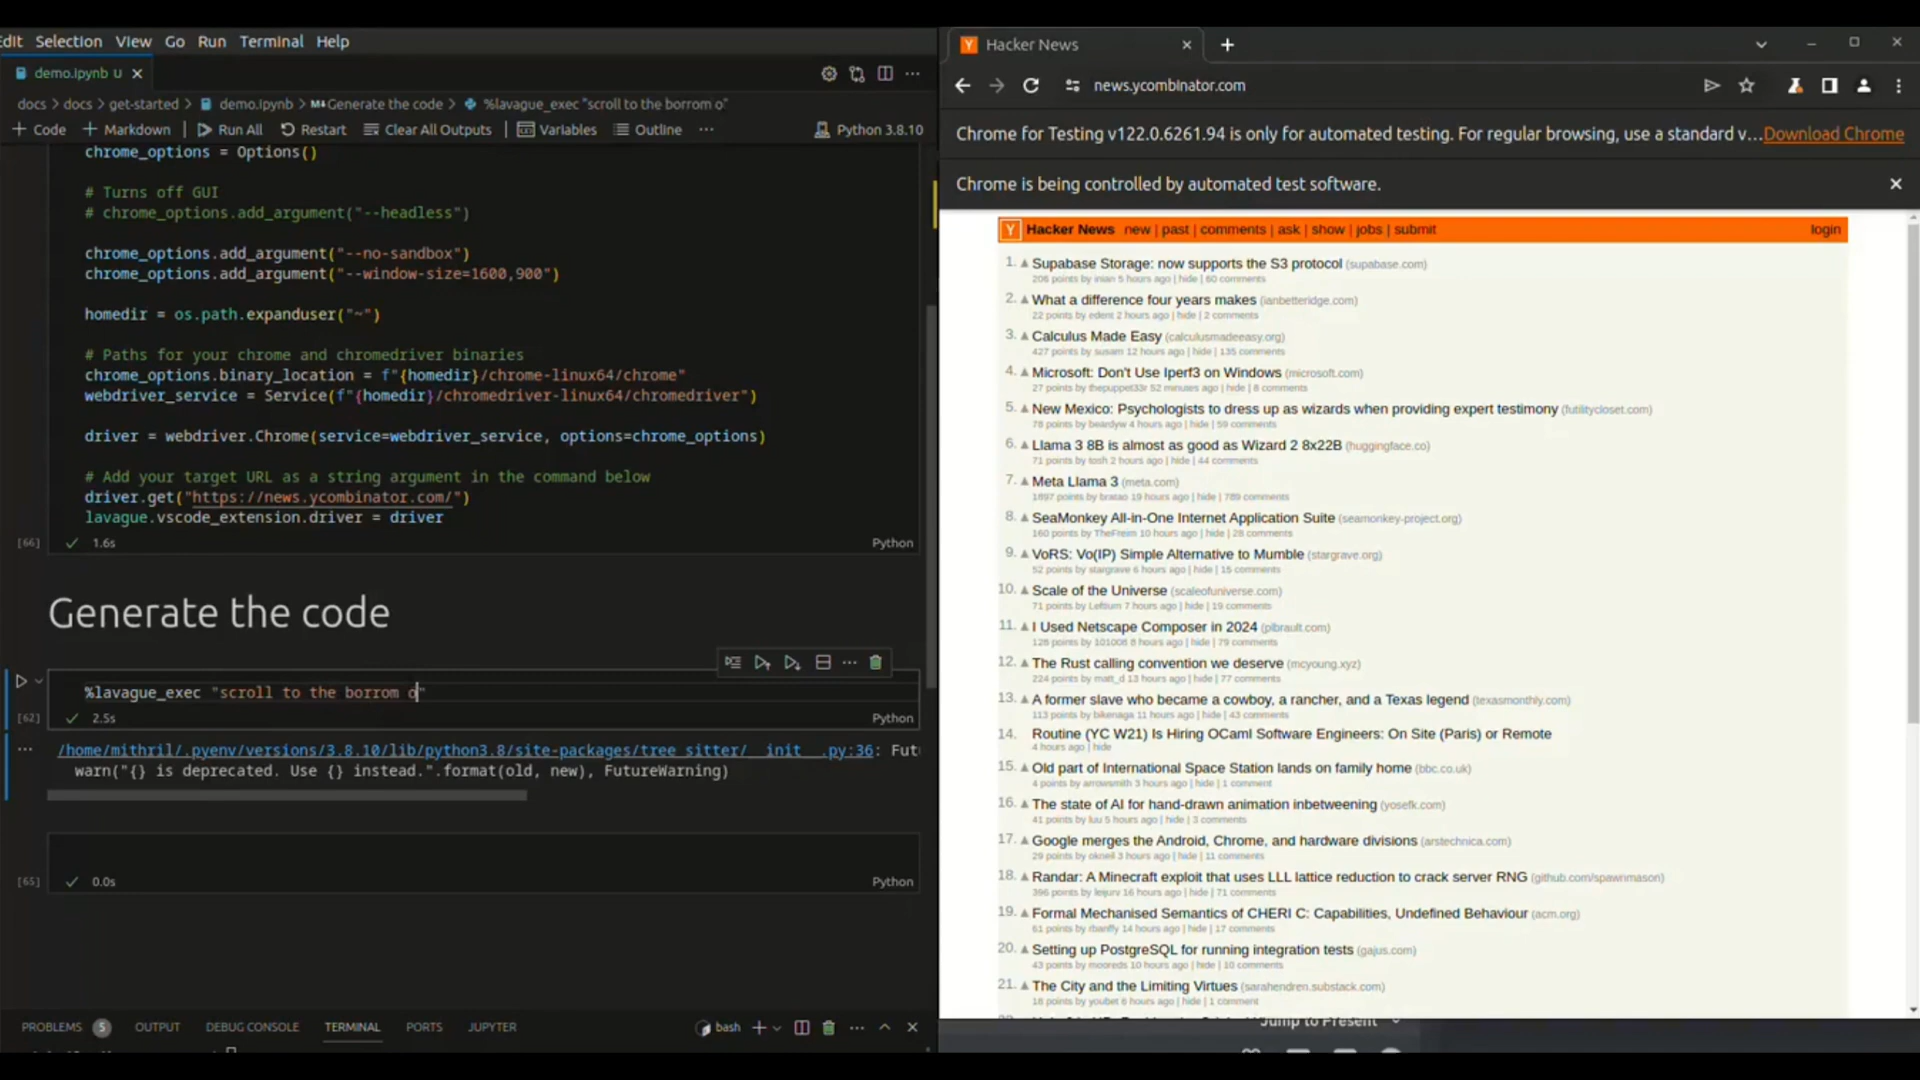 Edit Selection View Go Run Terminal Help
demo.ipynb U
docs > docs > get-started > demo.ipynb > M↓Generate the code > %lavague_exec "scroll to the borrom o"
Code Markdown Run All Restart Clear All Outputs Variables Outline ... Python 3.8.10
chrome_options = Options()
# Turns off GUI
# chrome_options.add_argument("--headless")
chrome_options.add_argument("--no-sandbox")
chrome_options.add_argument("--window-size=1600,900")
homedir = os.path.expanduser("~")
# Paths for your chrome and chromedriver binaries
chrome_options.binary_location = f"{homedir}/chrome-linux64/chrome"
webdriver_service = Service(f"{homedir}/chromedriver-linux64/chromedriver")
driver = webdriver.Chrome(service=webdriver_service, options=chrome_options)
# Add your target URL as a string argument in the command below
driver.get("https://news.ycombinator.com/")
lavague.vscode_extension.driver = driver
[66] 1.6s Python
Generate the code
%lavague_exec "scroll to the borrom o"
[62] 2.5s Python
/home/mithril/.pyenv/versions/3.8.10/lib/python3.8/site-packages/tree_sitter/__init__.py:36: Fut
warn("{} is deprecated. Use {} instead.".format(old, new), FutureWarning)
[65] 0.0s Python
PROBLEMS 5 OUTPUT DEBUG CONSOLE TERMINAL PORTS JUPYTER bash
Hacker News
news.ycombinator.com
Chrome for Testing v122.0.6261.94 is only for automated testing. For regular browsing, use a standard v... Download Chrome
Chrome is being controlled by automated test software.
Y Hacker News new | past | comments | ask | show | jobs | submit login
1. Supabase Storage: now supports the S3 protocol (supabase.com)
206 points by inian 5 hours ago | hide | 60 comments
2. What a difference four years makes (ianbetteridge.com)
22 points by edent 2 hours ago | hide | 2 comments
3. Calculus Made Easy (calculusmadeeasy.org)
427 points by susam 12 hours ago | hide | 135 comments
4. Microsoft: Don't Use Iperf3 on Windows (microsoft.com)
27 points by thepuppet33r 52 minutes ago | hide | 8 comments
5. New Mexico: Psychologists to dress up as wizards when providing expert testimony (futilitycloset.com)
78 points by beardyw 4 hours ago | hide | 59 comments
6. Llama 3 8B is almost as good as Wizard 2 8x22B (huggingface.co)
71 points by tosh 2 hours ago | hide | 44 comments
7. Meta Llama 3 (meta.com)
1897 points by bratao 19 hours ago | hide | 789 comments
8. SeaMonkey All-in-One Internet Application Suite (seamonkey-project.org)
160 points by TheFreim 10 hours ago | hide | 28 comments
9. VoRS: Vo(IP) Simple Alternative to Mumble (stargrave.org)
52 points by stargrave 6 hours ago | hide | 15 comments
10. Scale of the Universe (scaleofuniverse.com)
71 points by Leftium 7 hours ago | hide | 19 comments
11. I Used Netscape Composer in 2024 (plbrault.com)
128 points by 101008 8 hours ago | hide | 79 comments
12. The Rust calling convention we deserve (mcyoung.xyz)
224 points by matt_d 13 hours ago | hide | 77 comments
13. A former slave who became a cowboy, a rancher, and a Texas legend (texasmonthly.com)
113 points by bikenaga 11 hours ago | hide | 43 comments
14. Routine (YC W21) Is Hiring OCaml Software Engineers: On Site (Paris) or Remote
4 hours ago | hide
15. Old part of International Space Station lands on family home (bbc.co.uk)
4 points by arrowsmith 3 hours ago | hide | 1 comment
16. The state of AI for hand-drawn animation inbetweening (yosefk.com)
41 points by luu 5 hours ago | hide | 3 comments
17. Google merges the Android, Chrome, and hardware divisions (arstechnica.com)
29 points by okneil 3 hours ago | hide | 11 comments
18. Randar: A Minecraft exploit that uses LLL lattice reduction to crack server RNG (github.com/spawnmason)
396 points by leijurv 16 hours ago | hide | 71 comments
19. Formal Mechanised Semantics of CHERI C: Capabilities, Undefined Behaviour (acm.org)
61 points by rbanffy 14 hours ago | hide | 17 comments
20. Setting up PostgreSQL for running integration tests (gajus.com)
43 points by mooreds 10 hours ago | hide | 10 comments
21. The City and the Limiting Virtues (sarahendren.substack.com)
18 points by youbet 6 hours ago | hide | 1 comment
Jump to Present